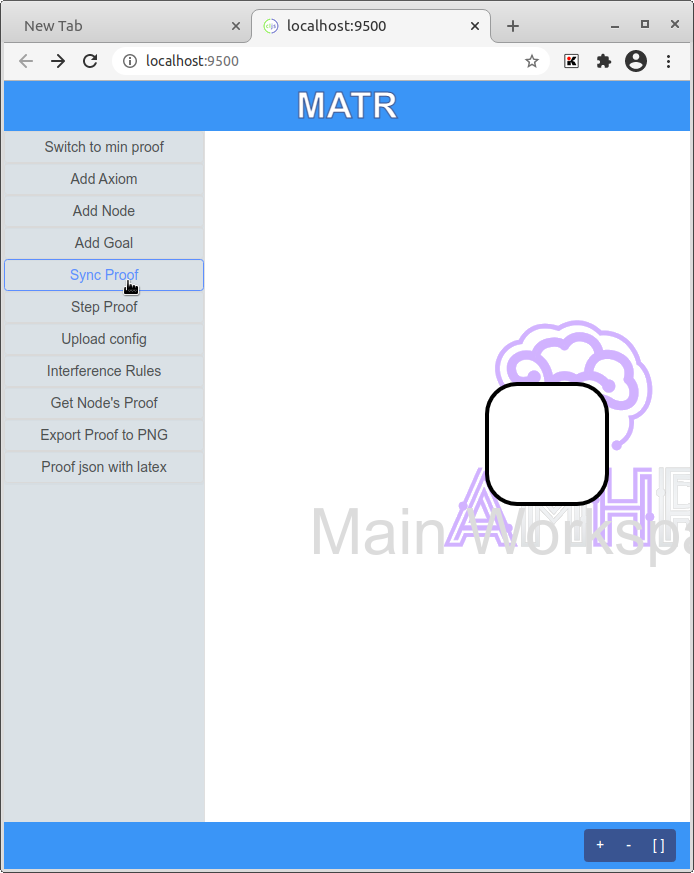 New Tab
localhost:9500
localhost:9500
MATR
Switch to min proof
Add Axiom
Add Node
Add Goal
Sync Proof
Step Proof
Upload config
Interference Rules
Get Node's Proof
Export Proof to PNG
Proof json with latex
AMHR
Main Workspa
+ - [ ]